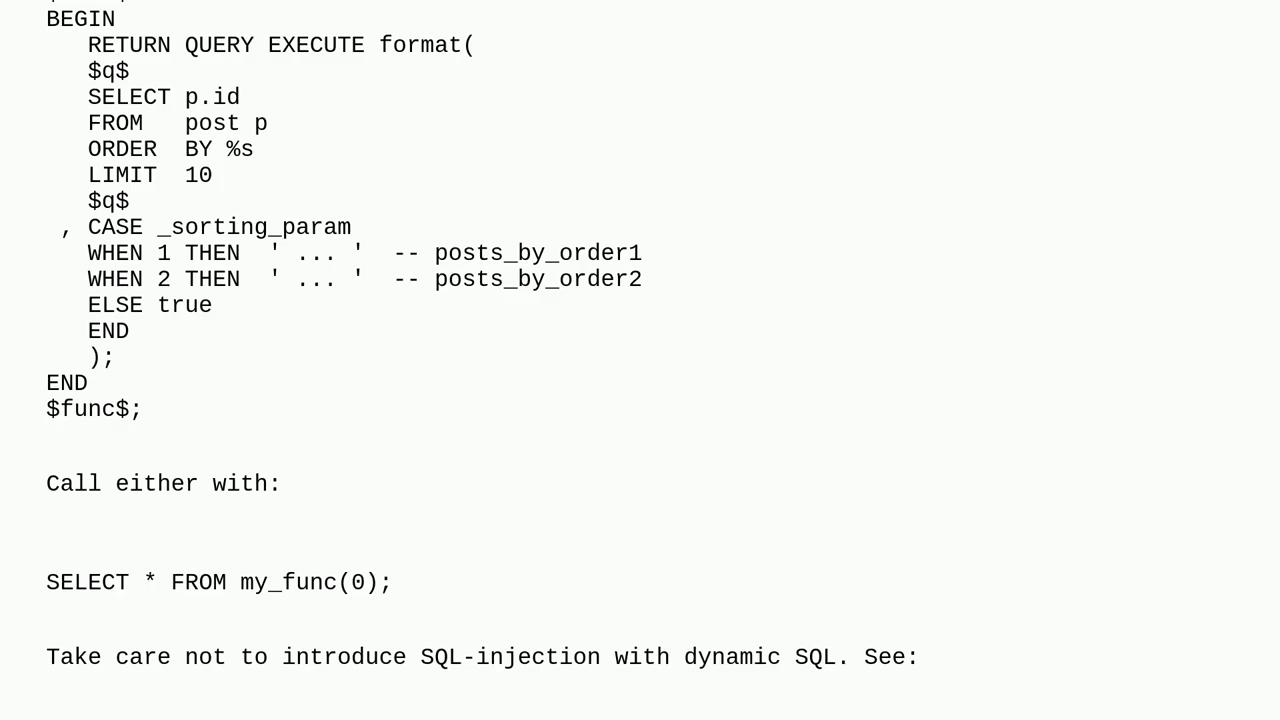 BEGIN
   RETURN QUERY EXECUTE format(
   $q$
   SELECT p.id
   FROM   post p
   ORDER  BY %s
   LIMIT  10
   $q$
 , CASE _sorting_param
   WHEN 1 THEN  ' ... '  -- posts_by_order1
   WHEN 2 THEN  ' ... '  -- posts_by_order2
   ELSE true
   END
   );
END
$func$;
Call either with:
SELECT * FROM my_func(0);
Take care not to introduce SQL-injection with dynamic SQL. See: